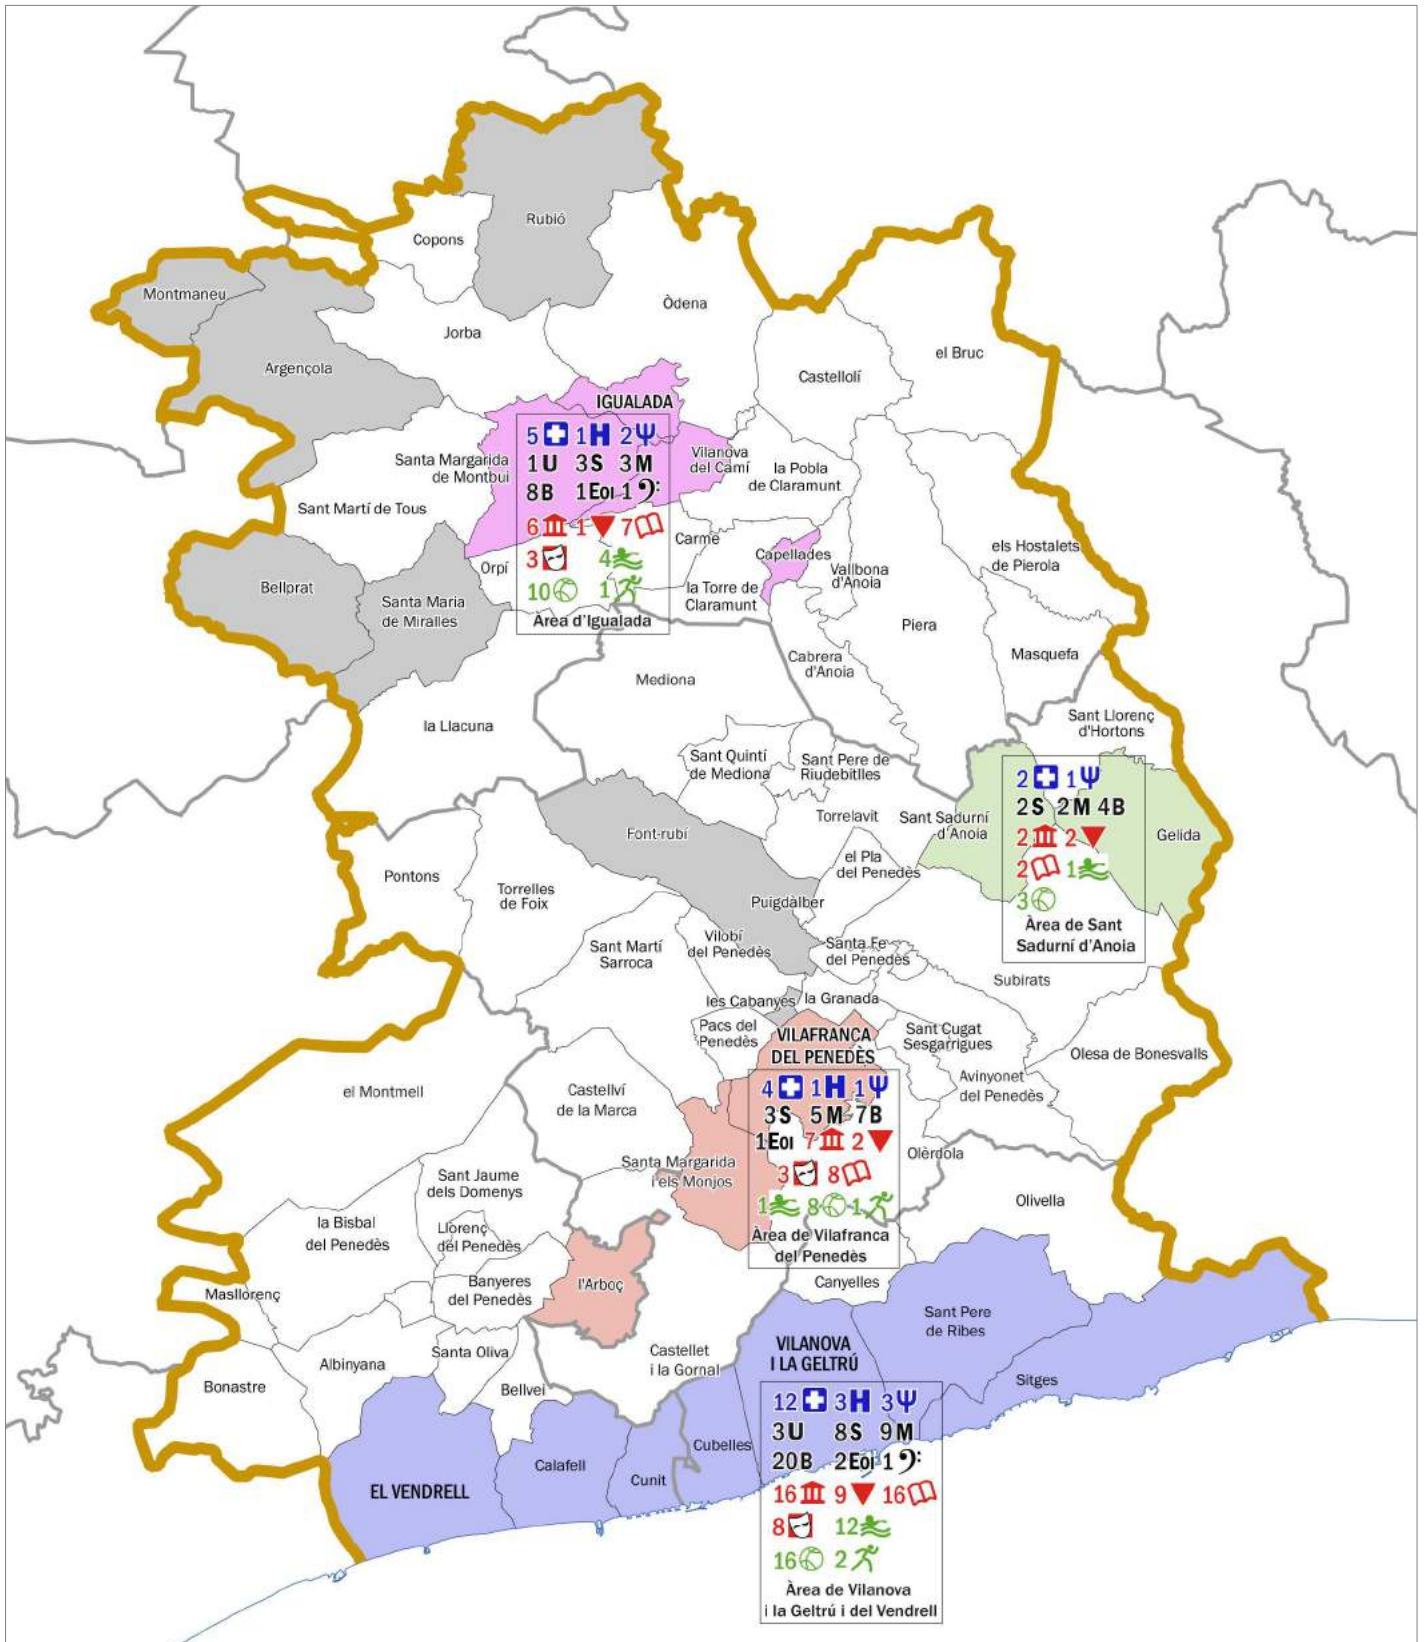 Rubió
Copons
Montmaneu
Òdena
Jorba
el Bruc
Argençola
Castellolí
IGUALADA
5 1H 2Ψ
1U 3S 3M
8B 1EOI 1
6 1 7
3 4
10 1
Àrea d'Igualada
Santa Margarida
de Montbui
Vilanova
del Camí
la Pobla
de Claramunt
Sant Martí de Tous
Carme
Capellades
els Hostalets
de Pierola
Orpí
Vallbona
d'Anoia
Bellprat
la Torre de
Claramunt
Santa Maria
de Miralles
Piera
Masquefa
Cabrera
d'Anoia
Mediona
Sant Llorenç
d'Hortons
la Llacuna
Sant Quintí
de Mediona
Sant Pere de
Riudebitlles
2 1Ψ
2S 2M 4B
2 2
2 1
3
Àrea de Sant
Sadurní d'Anoia
Torrelavit
Sant Sadurní
d'Anoia
Gelida
Font-rubí
el Pla
del Penedès
Pontons
Torrelles
de Foix
Puigdàlber
Sant Martí
Sarroca
Vilobí
del Penedès
Santa Fe
del Penedès
Subirats
les Cabanyes
la Granada
Pacs del
Penedès
VILAFRANCA
DEL PENEDÈS
Sant Cugat
Sesgarrigues
Olesa de Bonesvalls
Avinyonet
del Penedès
el Montmell
Castellví
de la Marca
4 1H 1Ψ
3S 5M 7B
1EOI 7 2
3 8
1 8 1
Àrea de Vilafranca
del Penedès
Olèrdola
Santa Margarida
i els Monjos
Sant Jaume
dels Domenys
Olivella
la Bisbal
del Penedès
Llorenç
del Penedès
Banyeres
del Penedès
l'Arboç
Canyelles
Masllorenç
Sant Pere
de Ribes
VILANOVA
I LA GELTRÚ
Albinyana
Santa Oliva
Castellet
i la Gornal
Bonastre
Bellvei
Sitges
12 3H 3Ψ
3U 8S 9M
20B 2EOI 1
16 9 16
8 12
16 2
Àrea de Vilanova
i la Geltrú i del Vendrell
Cubelles
Calafell
Cunit
EL VENDRELL